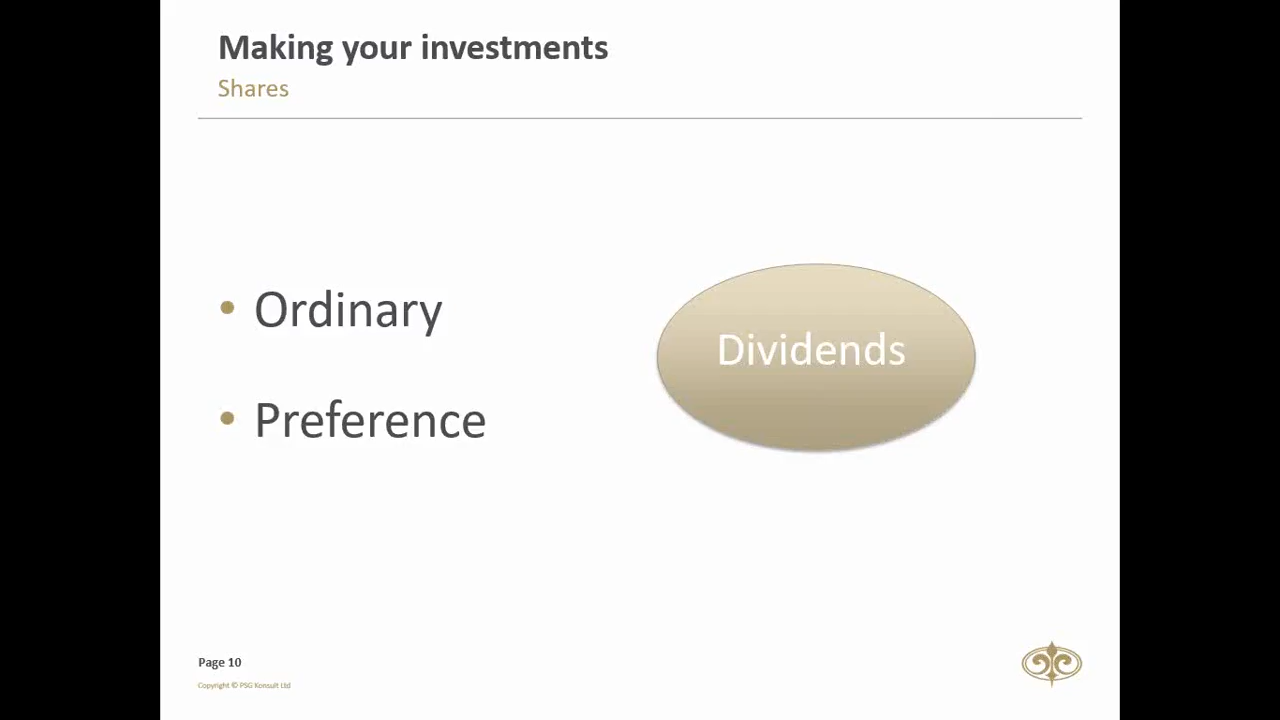 Making your investments
Shares
• Ordinary
• Preference
Dividends
Page 10
Copyright © PSG Konsult Ltd